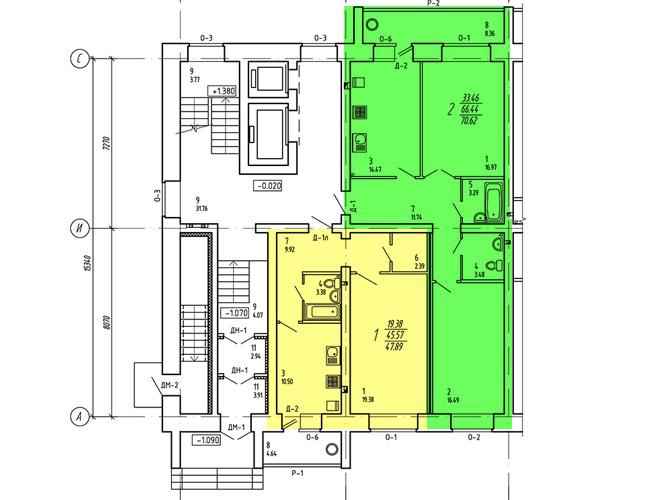 Р-2
О-3
О-3
О-6
О-1
8
8.36
С
Д-2
9
3.77
+1.380
33.46
2 66.44
70.62
7270
3
14.47
1
16.97
-0.020
5
3.29
О-3
9
31.76
Д-1
7
11.74
И
Д-1л
7
9.92
6
2.39
4
3.48
15340
4
3.38
9
4.07
-1.070
19.38
1 45.57
47.89
8070
ДН-1
11
2.94
ДН-1
11
3.91
3
10.50
1
19.38
2
16.49
ДМ-2
Д-2
А
ДМ-1
-1.090
О-6
О-1
О-2
8
4.64
Р-1